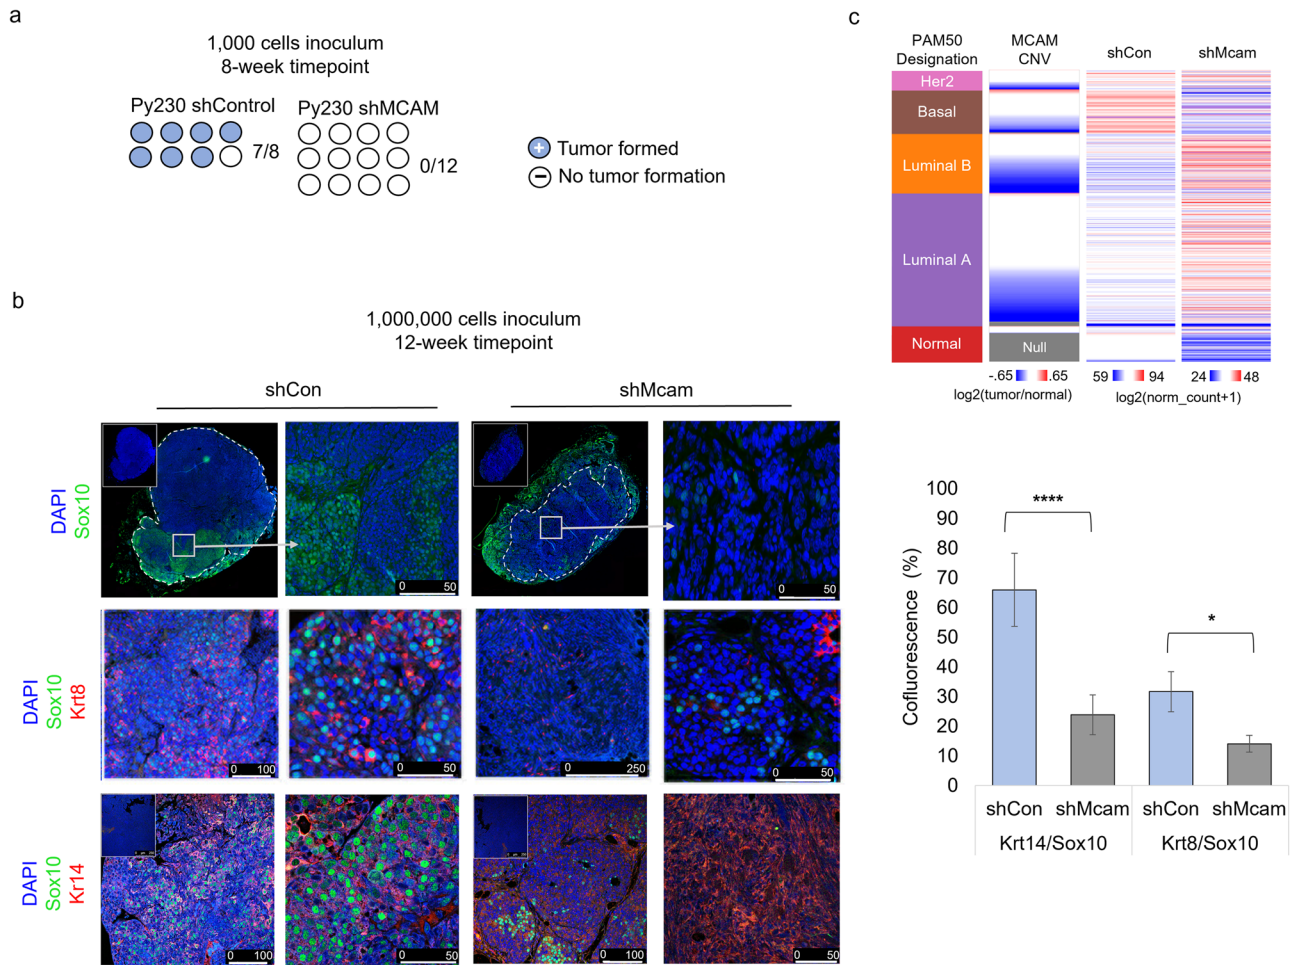 a
1,000 cells inoculum
8-week timepoint
Py230 shControl
Py230 shMCAM
7/8
0/12
+ Tumor formed
− No tumor formation
b
1,000,000 cells inoculum
12-week timepoint
shCon
shMcam
DAPI
Sox10
0 50
0 50
DAPI
Sox10
Krt8
0 100
0 50
0 250
0 50
DAPI
Sox10
Kr14
0 100
0 50
0 100
0 50
c
PAM50
Designation
MCAM
CNV
shCon
shMcam
Her2
Basal
Luminal B
Luminal A
Normal
Null
-.65 .65
59 94
24 48
log2(tumor/normal)
log2(norm_count+1)
Cofluorescence (%)
100
90
80
70
60
50
40
30
20
10
0
****
*
shCon shMcam shCon shMcam
Krt14/Sox10 Krt8/Sox10